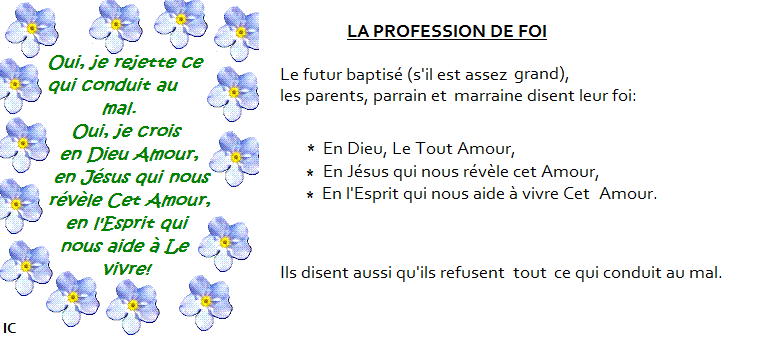 Oui, je rejette ce
qui conduit au
mal.
Oui, je crois
en Dieu Amour,
en Jésus qui nous
révèle Cet Amour,
en l'Esprit qui
nous aide à Le
vivre!
IC
LA PROFESSION DE FOI
Le futur baptisé (s'il est assez grand),
les parents, parrain et marraine disent leur foi:
* En Dieu, Le Tout Amour,
* En Jésus qui nous révèle cet Amour,
* En l'Esprit qui nous aide à vivre Cet Amour.
Ils disent aussi qu'ils refusent tout ce qui conduit au mal.